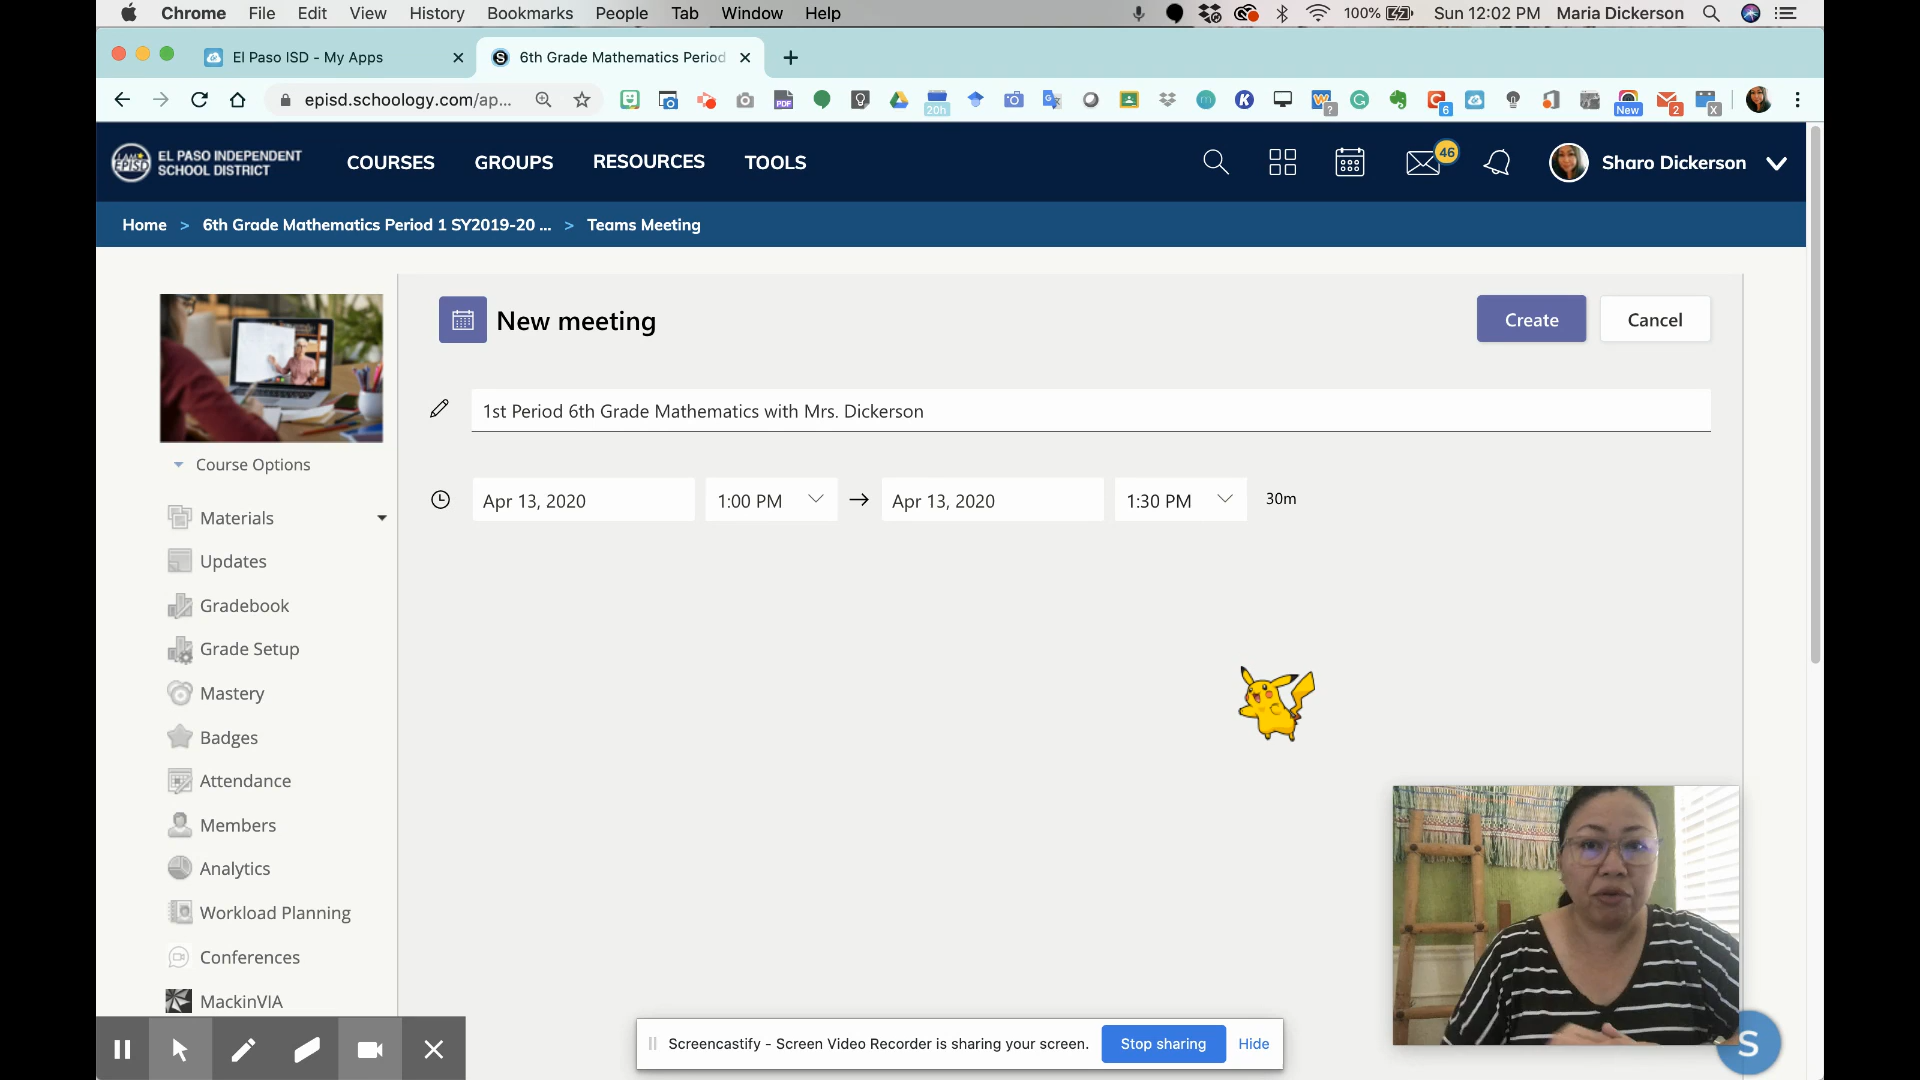 Chrome File Edit View History Bookmarks People Tab Window Help 100% Sun 12:02 PM Maria Dickerson
El Paso ISD - My Apps 6th Grade Mathematics Period
episd.schoology.com/ap... PDF 20h 6 New 2 X
EL PASO INDEPENDENT
SCHOOL DISTRICT
COURSES GROUPS RESOURCES TOOLS 46 Sharo Dickerson
Home > 6th Grade Mathematics Period 1 SY2019-20 ... > Teams Meeting
New meeting Create Cancel
1st Period 6th Grade Mathematics with Mrs. Dickerson
Course Options
Apr 13, 2020 1:00 PM → Apr 13, 2020 1:30 PM 30m
Materials
Updates
Gradebook
Grade Setup
Mastery
Badges
Attendance
Members
Analytics
Workload Planning
Conferences
MackinVIA
Screencastify - Screen Video Recorder is sharing your screen. Stop sharing Hide
S